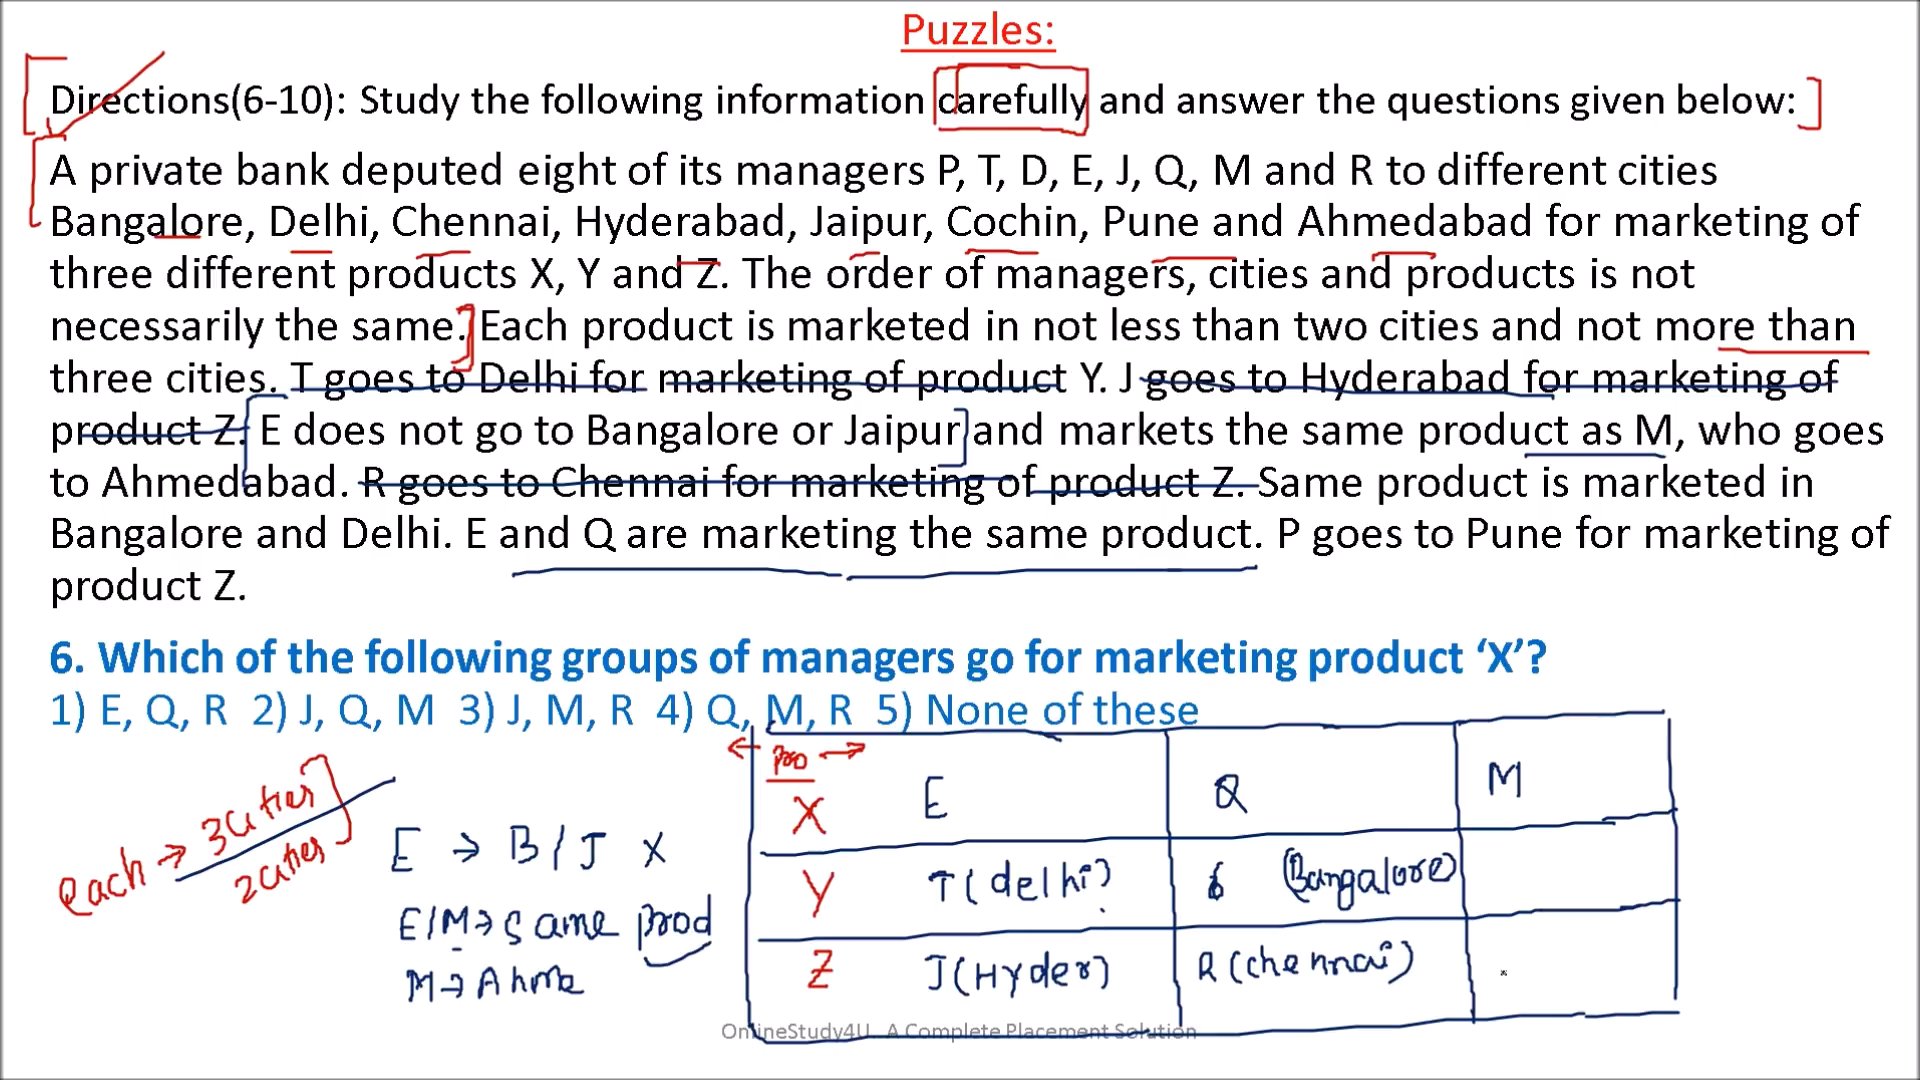 Puzzles:
Directions(6-10): Study the following information carefully and answer the questions given below:
A private bank deputed eight of its managers P, T, D, E, J, Q, M and R to different cities
Bangalore, Delhi, Chennai, Hyderabad, Jaipur, Cochin, Pune and Ahmedabad for marketing of
three different products X, Y and Z. The order of managers, cities and products is not
necessarily the same. Each product is marketed in not less than two cities and not more than
three cities. T goes to Delhi for marketing of product Y. J goes to Hyderabad for marketing of
product Z. E does not go to Bangalore or Jaipur and markets the same product as M, who goes
to Ahmedabad. R goes to Chennai for marketing of product Z. Same product is marketed in
Bangalore and Delhi. E and Q are marketing the same product. P goes to Pune for marketing of
product Z.
6. Which of the following groups of managers go for marketing product ‘X’?
1) E, Q, R 2) J, Q, M 3) J, M, R 4) Q, M, R 5) None of these
each → 3 Cities
2 Cities
E → B / J X
E/M → Same prod
M → Ahme
← pro →
X E Q M
Y T (delhi) (Bangalore)
Z J (Hyder) R (chennai)
OnlineStudy4U. A Complete Placement Solution